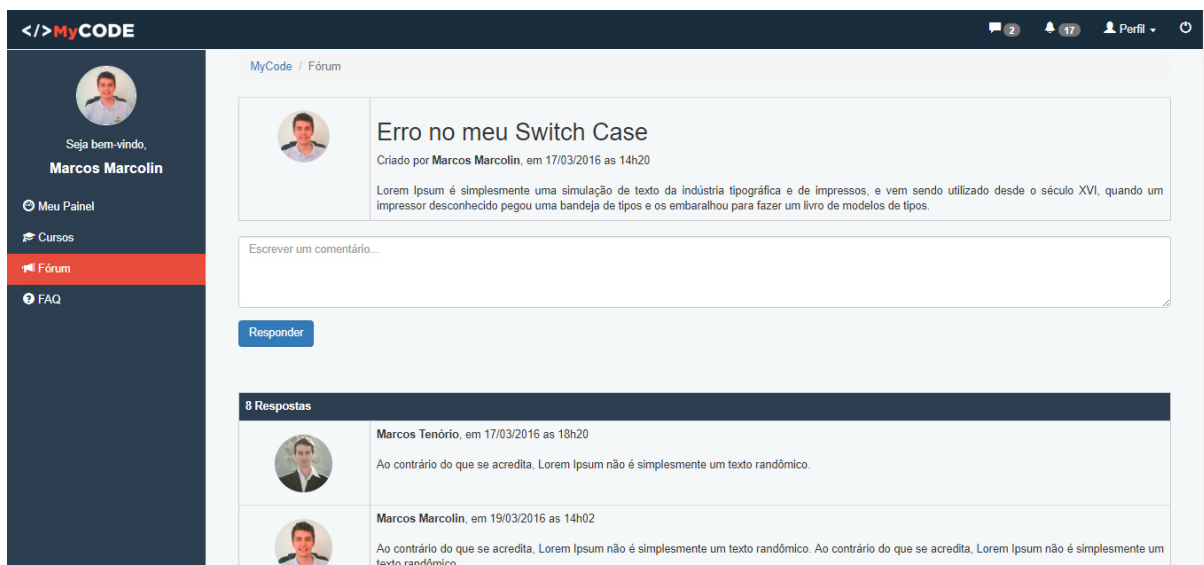 </>MyCODE
2
17
Perfil
Seja bem-vindo,
Marcos Marcolin
Meu Painel
Cursos
Fórum
FAQ
MyCode / Fórum
Erro no meu Switch Case
Criado por Marcos Marcolin, em 17/03/2016 as 14h20
Lorem Ipsum é simplesmente uma simulação de texto da indústria tipográfica e de impressos, e vem sendo utilizado desde o século XVI, quando um
impressor desconhecido pegou uma bandeja de tipos e os embaralhou para fazer um livro de modelos de tipos.
Escrever um comentário...
Responder
8 Respostas
Marcos Tenório, em 17/03/2016 as 18h20
Ao contrário do que se acredita, Lorem Ipsum não é simplesmente um texto randômico.
Marcos Marcolin, em 19/03/2016 as 14h02
Ao contrário do que se acredita, Lorem Ipsum não é simplesmente um texto randômico. Ao contrário do que se acredita, Lorem Ipsum não é simplesmente um
texto randômico.